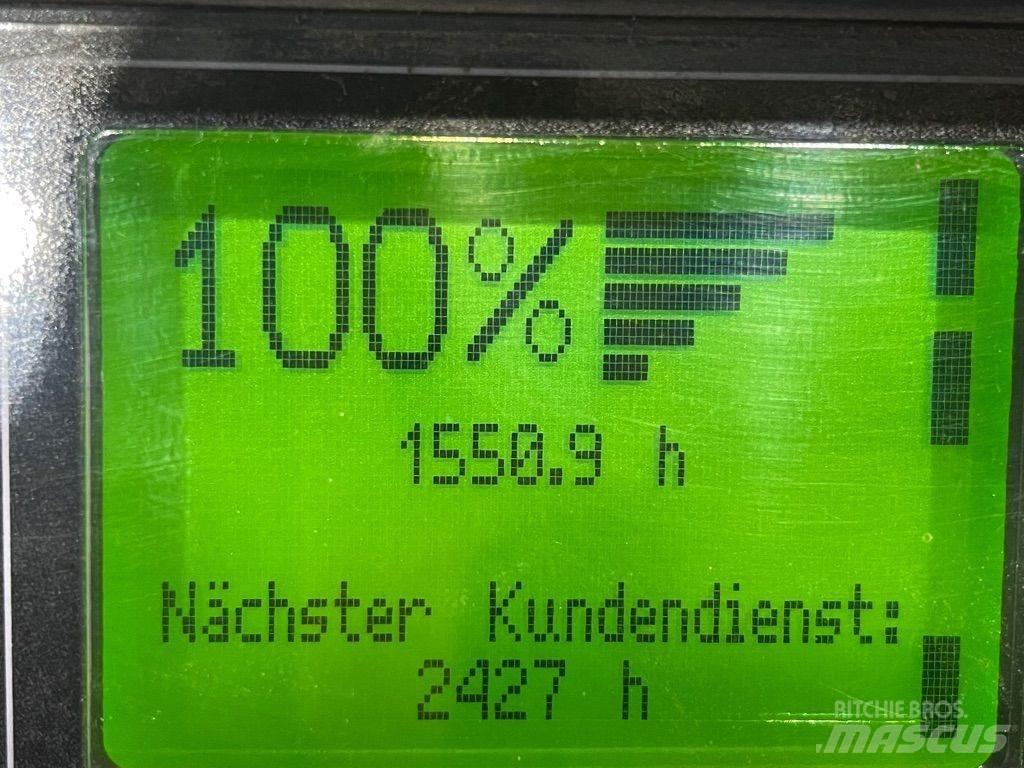 100%
1550.9 h
Nächster Kundendienst:
2427 h
RITCHIE BROS.
MASCUS